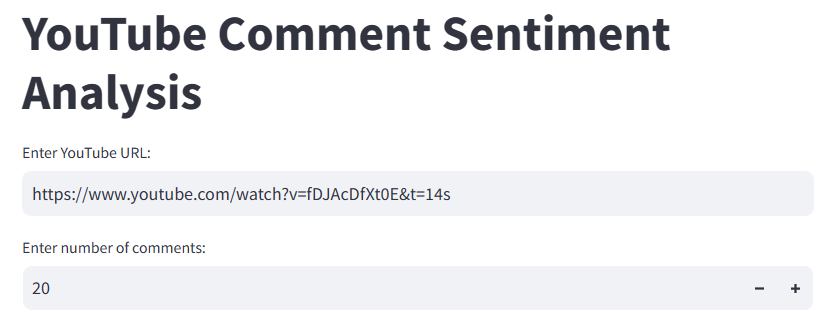 YouTube Comment Sentiment
Analysis
Enter YouTube URL:
https://www.youtube.com/watch?v=fDJAcDfXt0E&t=14s
Enter number of comments:
20